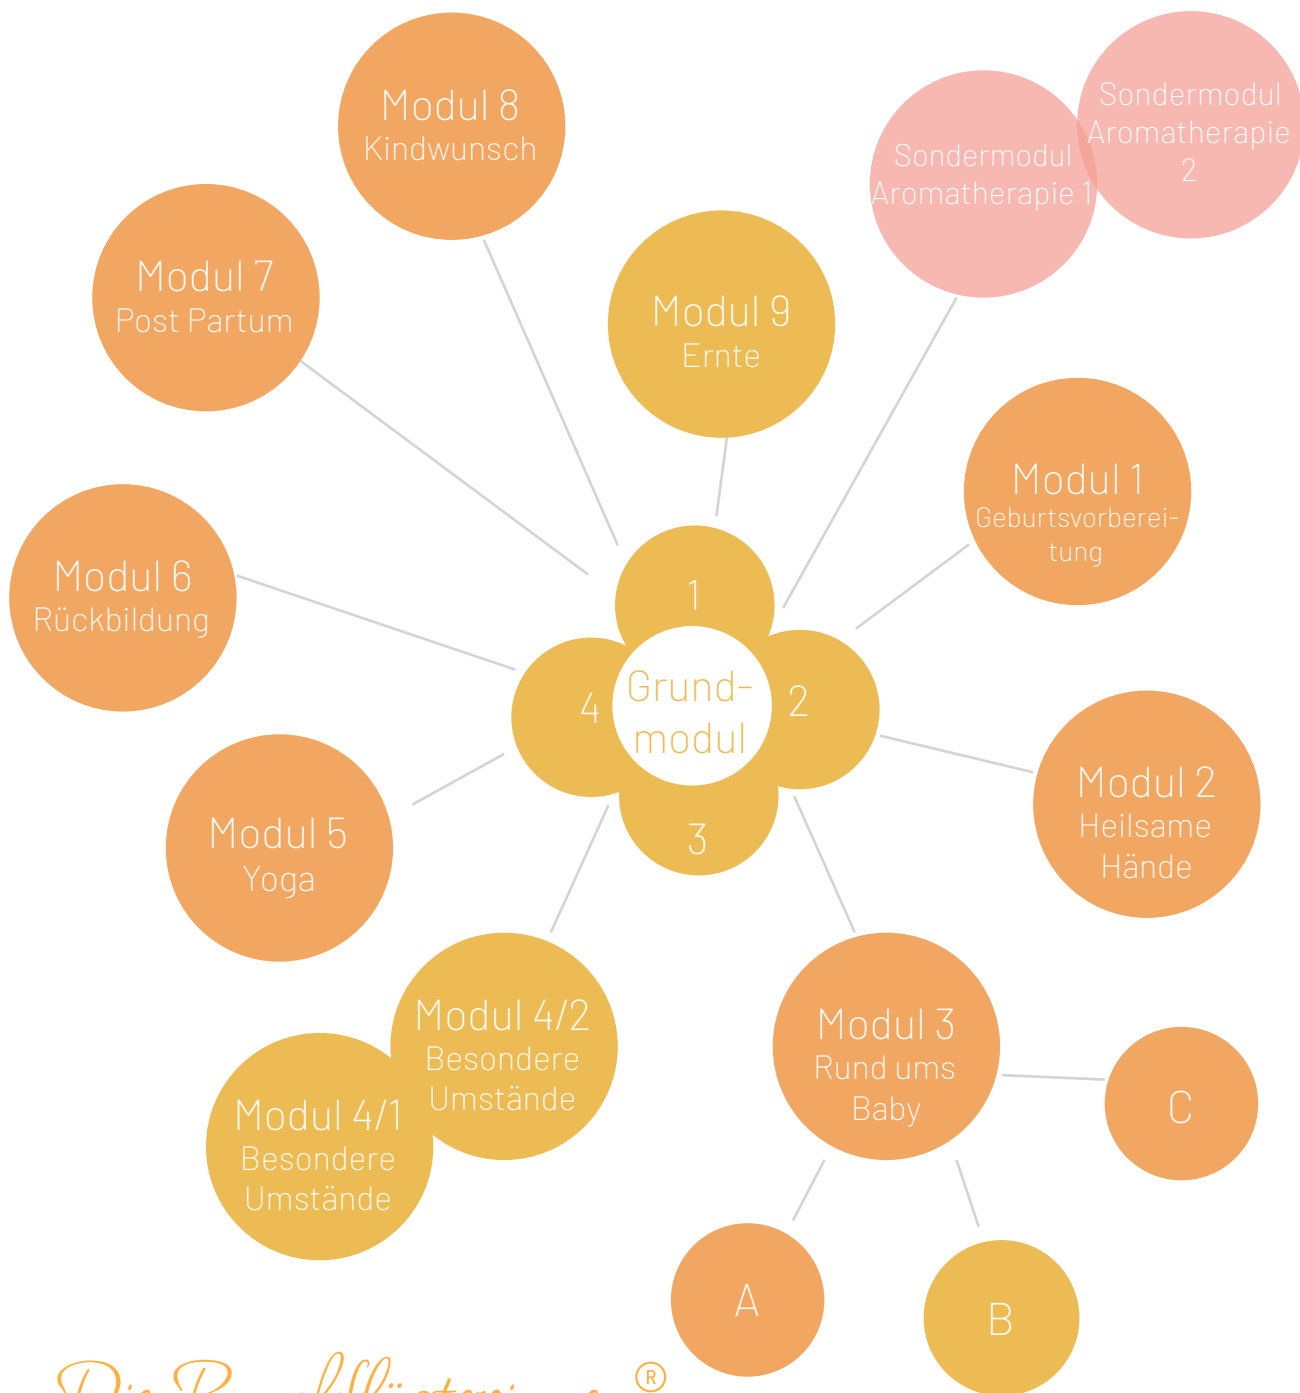 Modul 8
Kindwunsch
Sondermodul
Aromatherapie
2
Sondermodul
Aromatherapie 1
Modul 7
Post Partum
Modul 9
Ernte
Modul 1
Geburtsvorberei-
tung
Modul 6
Rückbildung
1
Grund-
modul
4
2
3
Modul 2
Heilsame
Hände
Modul 5
Yoga
Modul 4/2
Besondere
Umstände
Modul 4/1
Besondere
Umstände
Modul 3
Rund ums
Baby
C
A
B
Die ®